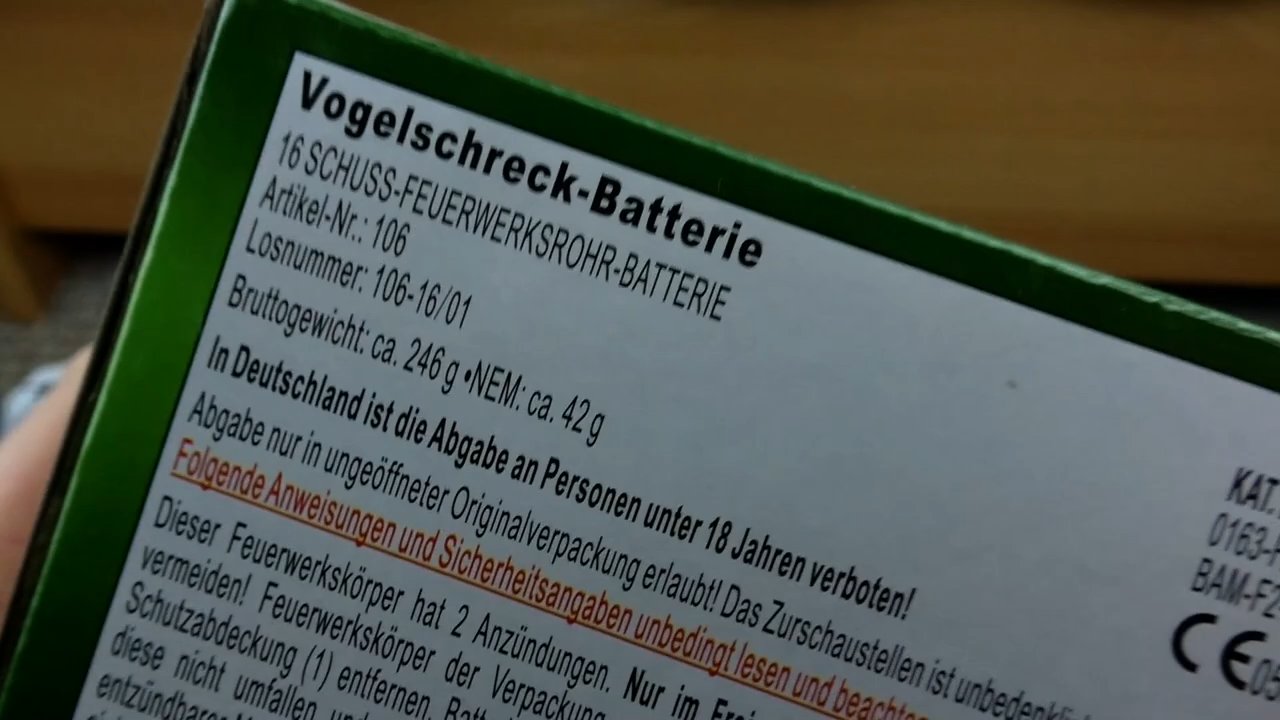 Vogelschreck-Batterie
16 SCHUSS-FEUERWERKSROHR-BATTERIE
Artikel-Nr.: 106
Losnummer: 106-16/01
Bruttogewicht: ca. 246 g •NEM: ca. 42 g
In Deutschland ist die Abgabe an Personen unter 18 Jahren verboten!
Abgabe nur in ungeöffneter Originalverpackung erlaubt! Das Zurschaustellen ist
Folgende Anweisungen und Sicherheitsangaben unbedingt lesen und
Dieser Feuerwerkskörper hat 2 Anzündungen. Nur im
vermeiden! Feuerwerkskörper der
Schutzabdeckung (1) entfernen.
diese nicht umfallen
KAT.
0163-
BAM-F2
CE